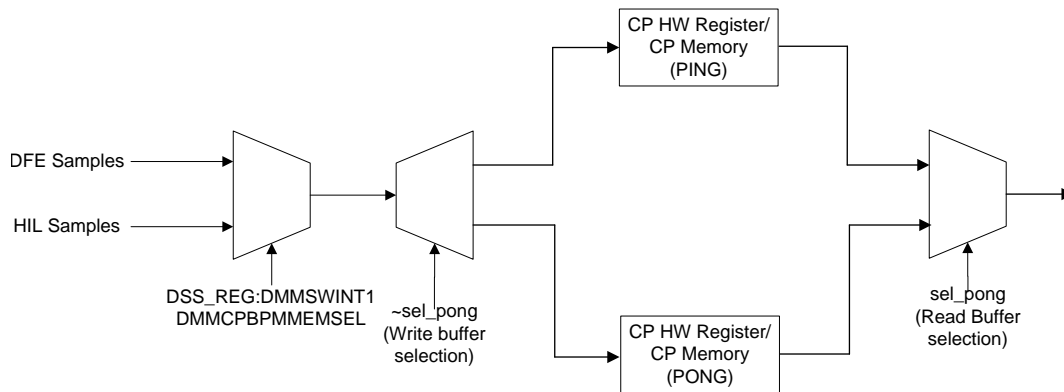 CP HW Register/
CP Memory
(PING)
DFE Samples
HIL Samples
DSS_REG:DMMSWINT1
DMMCPBPMMEMSEL
~sel_pong
(Write buffer
selection)
sel_pong
(Read Buffer
selection)
CP HW Register/
CP Memory
(PONG)